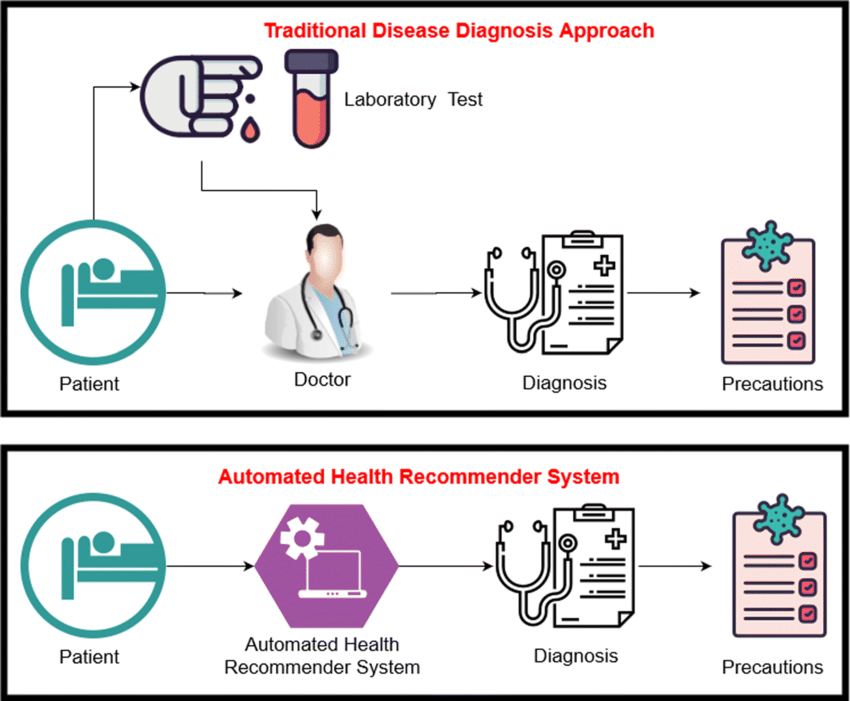 Traditional Disease Diagnosis Approach
Laboratory Test
Patient
Doctor
Diagnosis
Precautions
Automated Health Recommender System
Patient
Automated Health
Recommender System
Diagnosis
Precautions